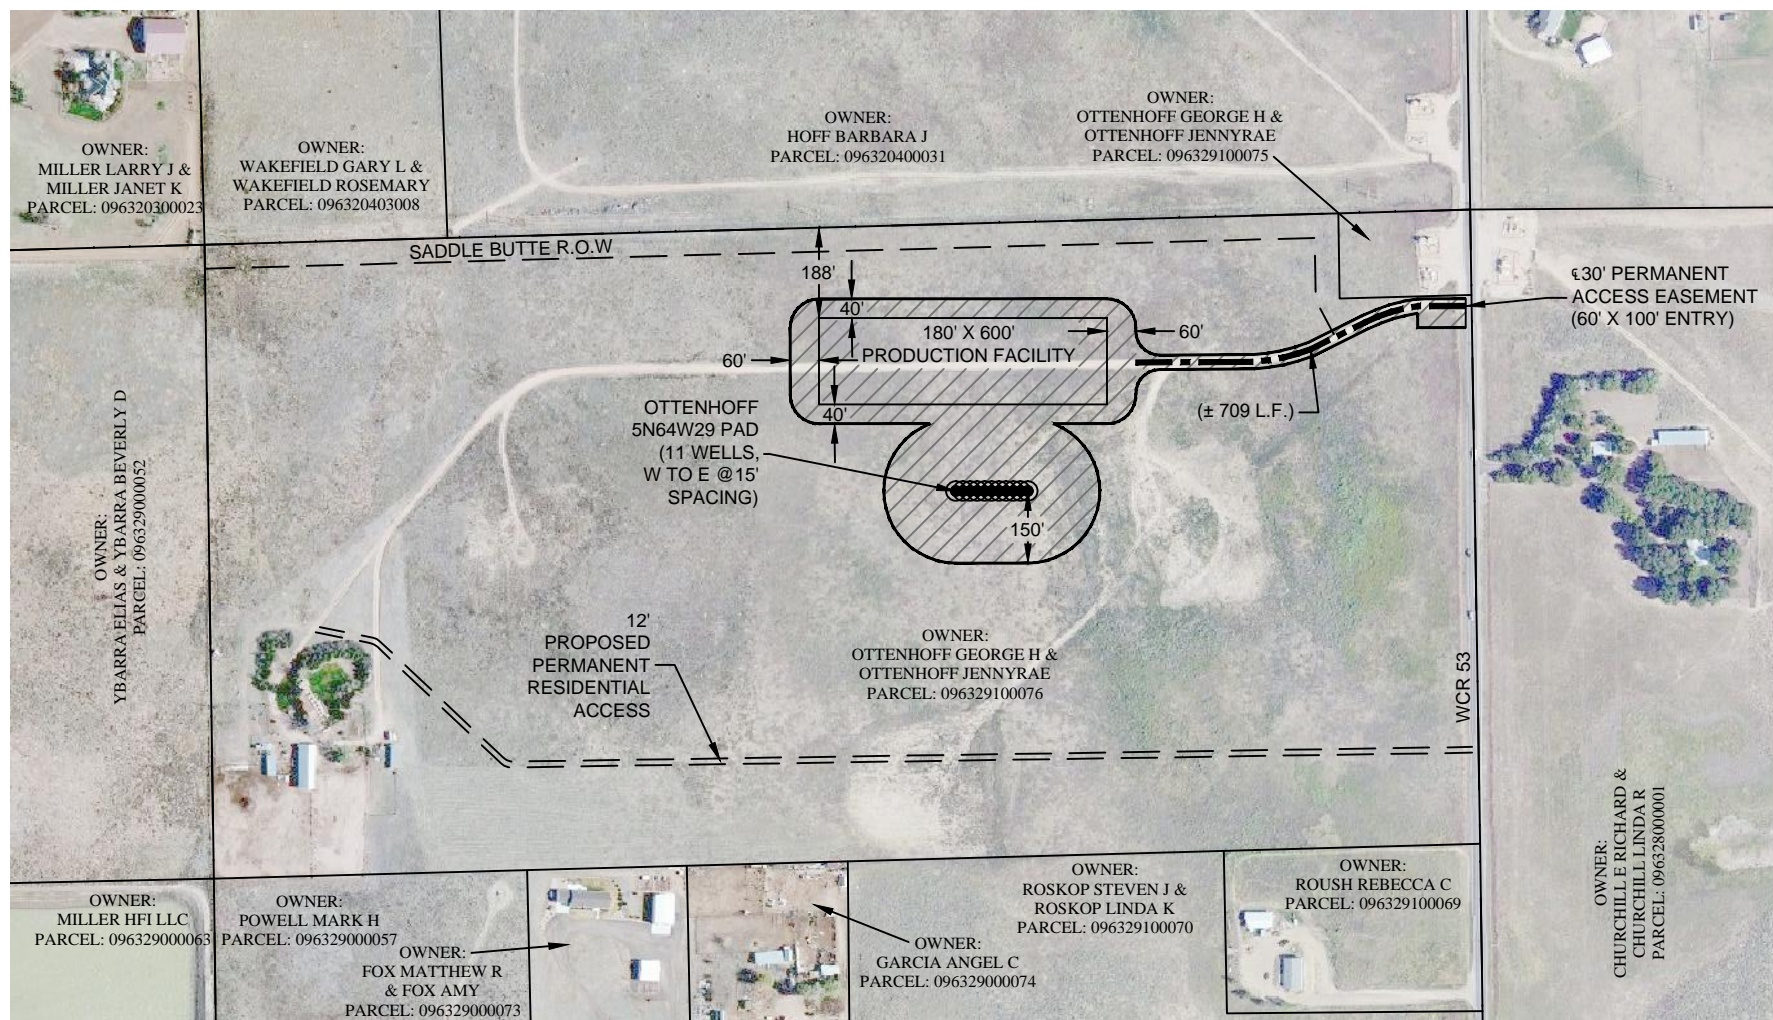 OWNER:
MILLER LARRY J &
MILLER JANET K
PARCEL: 096320300023
OWNER:
WAKEFIELD GARY L &
WAKEFIELD ROSEMARY
PARCEL: 096320403008
OWNER:
HOFF BARBARA J
PARCEL: 096320400031
OWNER:
OTTENHOFF GEORGE H &
OTTENHOFF JENNYRAE
PARCEL: 096329100075
SADDLE BUTTE R.O.W
188'
40'
180' X 600'
PRODUCTION FACILITY
60'
60'
40'
℄30' PERMANENT
ACCESS EASEMENT
(60' X 100' ENTRY)
(± 709 L.F.)
OTTENHOFF
5N64W29 PAD
(11 WELLS,
W TO E @15'
SPACING)
150'
OWNER:
YBARRA ELIAS & YBARRA BEVERLY D
PARCEL: 096329000052
12'
PROPOSED
PERMANENT
RESIDENTIAL
ACCESS
OWNER:
OTTENHOFF GEORGE H &
OTTENHOFF JENNYRAE
PARCEL: 096329100076
WCR 53
OWNER:
CHURCHILL E RICHARD &
CHURCHILL LINDA R
PARCEL: 096328000001
OWNER:
MILLER HFI LLC
PARCEL: 096329000063
OWNER:
POWELL MARK H
PARCEL: 096329000057
OWNER:
FOX MATTHEW R
& FOX AMY
PARCEL: 096329000073
OWNER:
GARCIA ANGEL C
PARCEL: 096329000074
OWNER:
ROSKOP STEVEN J &
ROSKOP LINDA K
PARCEL: 096329100070
OWNER:
ROUSH REBECCA C
PARCEL: 096329100069